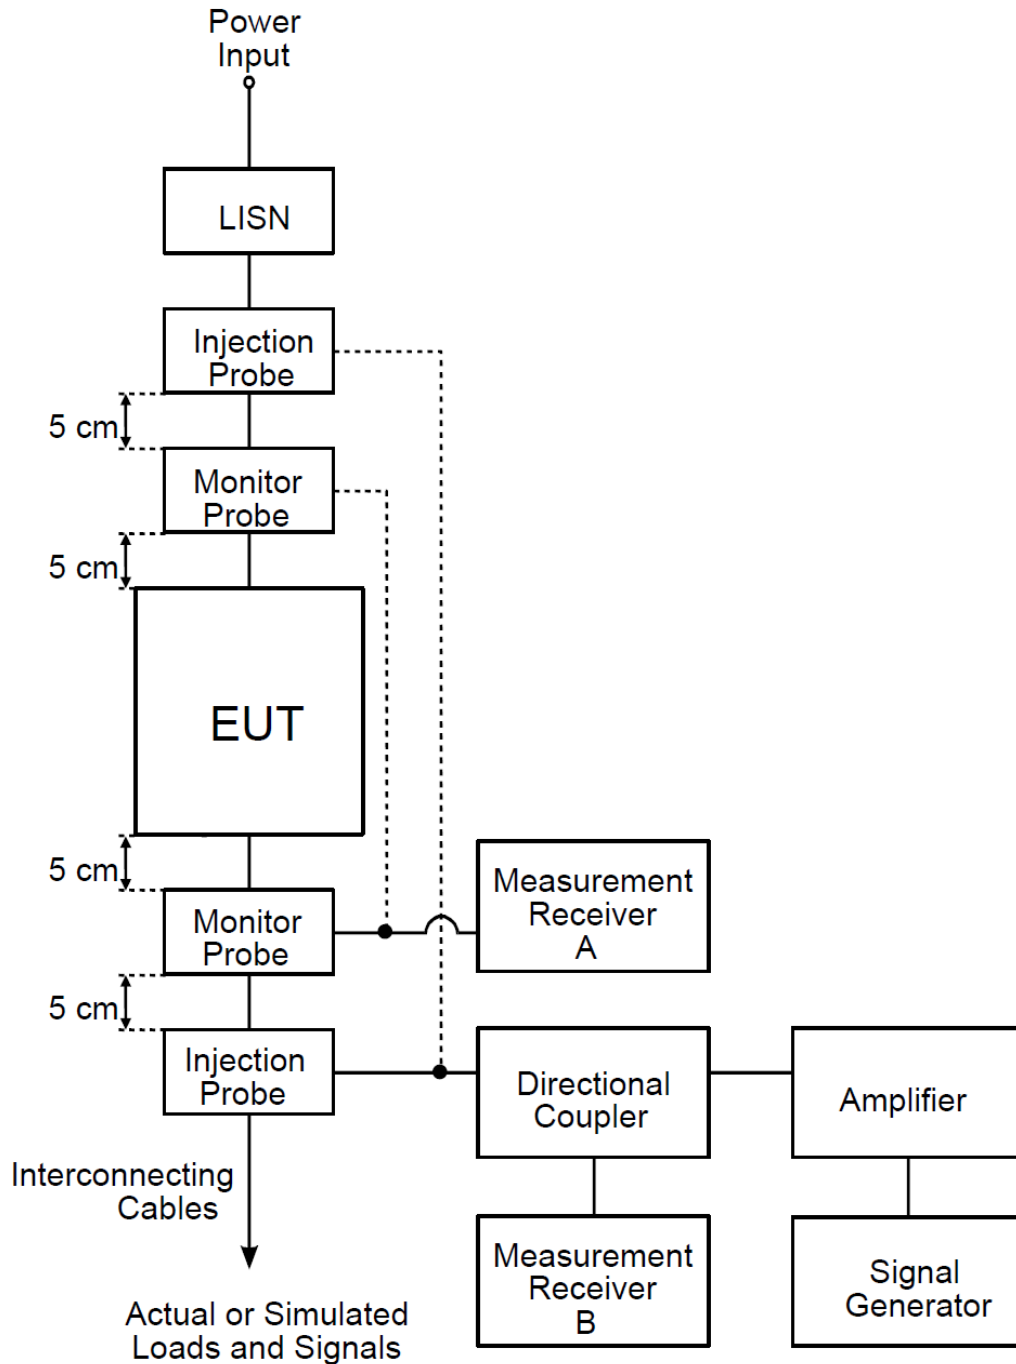 Power
Input
LISN
Injection
Probe
5 cm
Monitor
Probe
5 cm
EUT
5 cm
Monitor
Probe
Measurement
Receiver
A
5 cm
Injection
Probe
Directional
Coupler
Amplifier
Interconnecting
Cables
Measurement
Receiver
B
Signal
Generator
Actual or Simulated
Loads and Signals